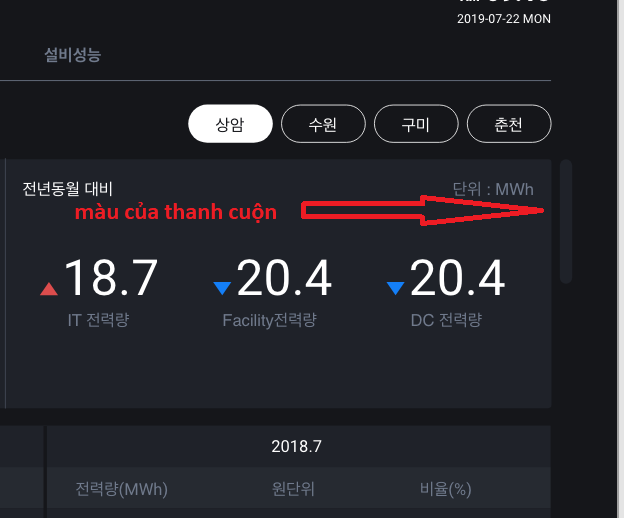 2019-07-22 MON
설비성능
상암 수원 구미 춘천
전년동월 대비 단위 : MWh
màu của thanh cuộn
18.7 20.4 20.4
IT 전력량 Facility전력량 DC 전력량
2018.7
전력량(MWh) 원단위 비율(%)